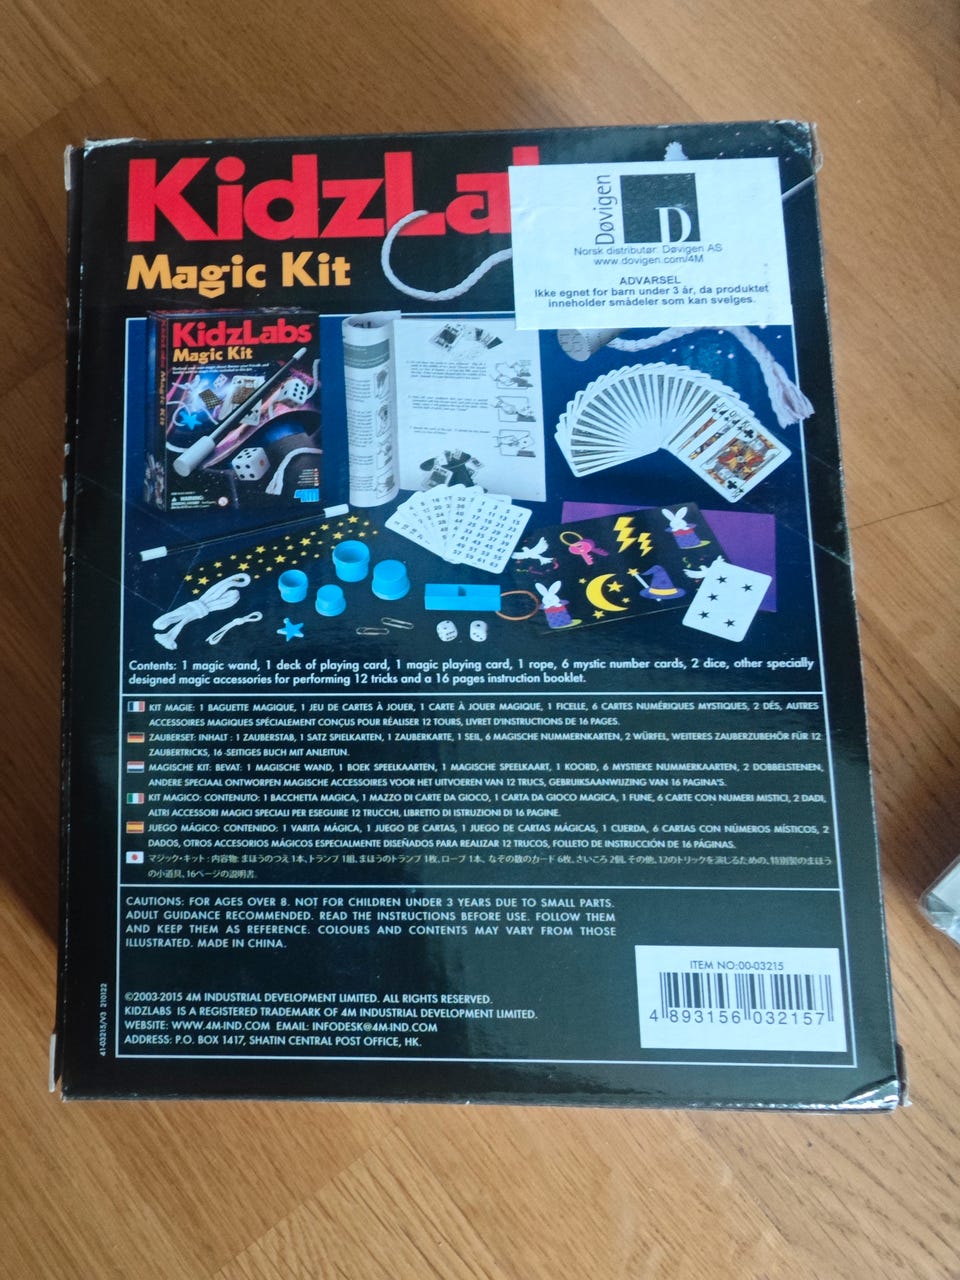 KidzLa
Magic Kit
Døvigen
D
Norsk distributør: Døvigen AS
www.dovigen.com/4M
ADVARSEL
Ikke egnet for barn under 3 år, da produktet
inneholder smådeler som kan svelges.
KidzLabs
Magic Kit
WARNING:
4M
Contents: 1 magic wand, 1 deck of playing card, 1 magic playing card, 1 rope, 6 mystic number cards, 2 dice, other specially
designed magic accessories for performing 12 tricks and a 16 pages instruction booklet.
KIT MAGIE: 1 BAGUETTE MAGIQUE, 1 JEU DE CARTES À JOUER, 1 CARTE À JOUER MAGIQUE, 1 FICELLE, 6 CARTES NUMÉRIQUES MYSTIQUES, 2 DÉS, AUTRES
ACCESSOIRES MAGIQUES SPÉCIALEMENT CONÇUS POUR RÉALISER 12 TOURS, LIVRET D'INSTRUCTIONS DE 16 PAGES.
ZAUBERSET: INHALT : 1 ZAUBERSTAB, 1 SATZ SPIELKARTEN, 1 ZAUBERKARTE, 1 SEIL, 6 MAGISCHE NUMMERNKARTEN, 2 WÜRFEL, WEITERES ZAUBERZUBEHÖR FÜR 12
ZAUBERTRICKS, 16 -SEITIGES BUCH MIT ANLEITUN.
MAGISCHE KIT: BEVAT: 1 MAGISCHE WAND, 1 BOEK SPEELKAARTEN, 1 MAGISCHE SPEELKAART, 1 KOORD, 6 MYSTIEKE NUMMERKAARTEN, 2 DOBBELSTENEN,
ANDERE SPECIAAL ONTWORPEN MAGISCHE ACCESSOIRES VOOR HET UITVOEREN VAN 12 TRUCS, GEBRUIKSAANWIJZING VAN 16 PAGINA'S.
KIT MAGICO: CONTENUTO: 1 BACCHETTA MAGICA, 1 MAZZO DI CARTE DA GIOCO, 1 CARTA DA GIOCO MAGICA, 1 FUNE, 6 CARTE CON NUMERI MISTICI, 2 DADI,
ALTRI ACCESSORI MAGICI SPECIALI PER ESEGUIRE 12 TRUCCHI, LIBRETTO DI ISTRUZIONI DI 16 PAGINE.
JUEGO MÁGICO: CONTENIDO: 1 VARITA MÁGICA, 1 JUEGO DE CARTAS, 1 JUEGO DE CARTAS MÁGICAS, 1 CUERDA, 6 CARTAS CON NÚMEROS MÍSTICOS, 2
DADOS, OTROS ACCESORIOS MÁGICOS ESPECIALMENTE DISEÑADOS PARA REALIZAR 12 TRUCOS, FOLLETO DE INSTRUCCIÓN DE 16 PÁGINAS.
マジック・キット : 内容物: まほうのつえ 1本、トランプ 1組、まほうのトランプ 1枚、ロープ 1本、なぞの数のカード 6枚、さいころ 2個、その他、12のトリックを演じるための、特別製のまほう
の小道具、16ページの説明書。
CAUTIONS: FOR AGES OVER 8. NOT FOR CHILDREN UNDER 3 YEARS DUE TO SMALL PARTS.
ADULT GUIDANCE RECOMMENDED. READ THE INSTRUCTIONS BEFORE USE. FOLLOW THEM
AND KEEP THEM AS REFERENCE. COLOURS AND CONTENTS MAY VARY FROM THOSE
ILLUSTRATED. MADE IN CHINA.
©2003-2015 4M INDUSTRIAL DEVELOPMENT LIMITED. ALL RIGHTS RESERVED.
KIDZLABS IS A REGISTERED TRADEMARK OF 4M INDUSTRIAL DEVELOPMENT LIMITED.
WEBSITE: WWW.4M-IND.COM EMAIL: INFODESK@4M-IND.COM
ADDRESS: P.O. BOX 1417, SHATIN CENTRAL POST OFFICE, HK.
41-03215/V3 210122
ITEM NO:00-03215
4 893156 032157